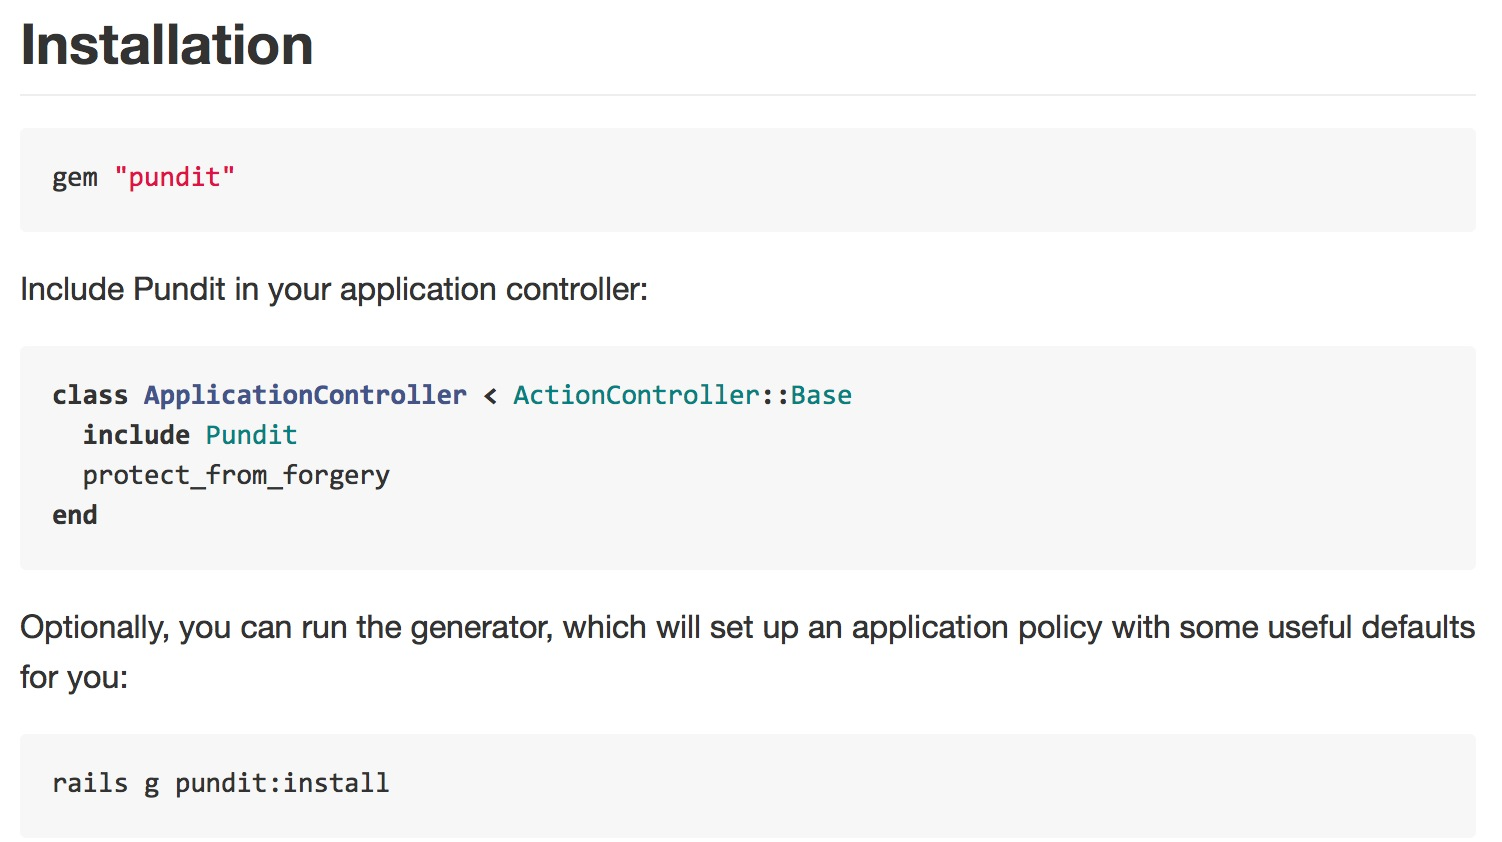 Installation
gem "pundit"
Include Pundit in your application controller:
class ApplicationController < ActionController::Base
  include Pundit
  protect_from_forgery
end
Optionally, you can run the generator, which will set up an application policy with some useful defaults
for you:
rails g pundit:install